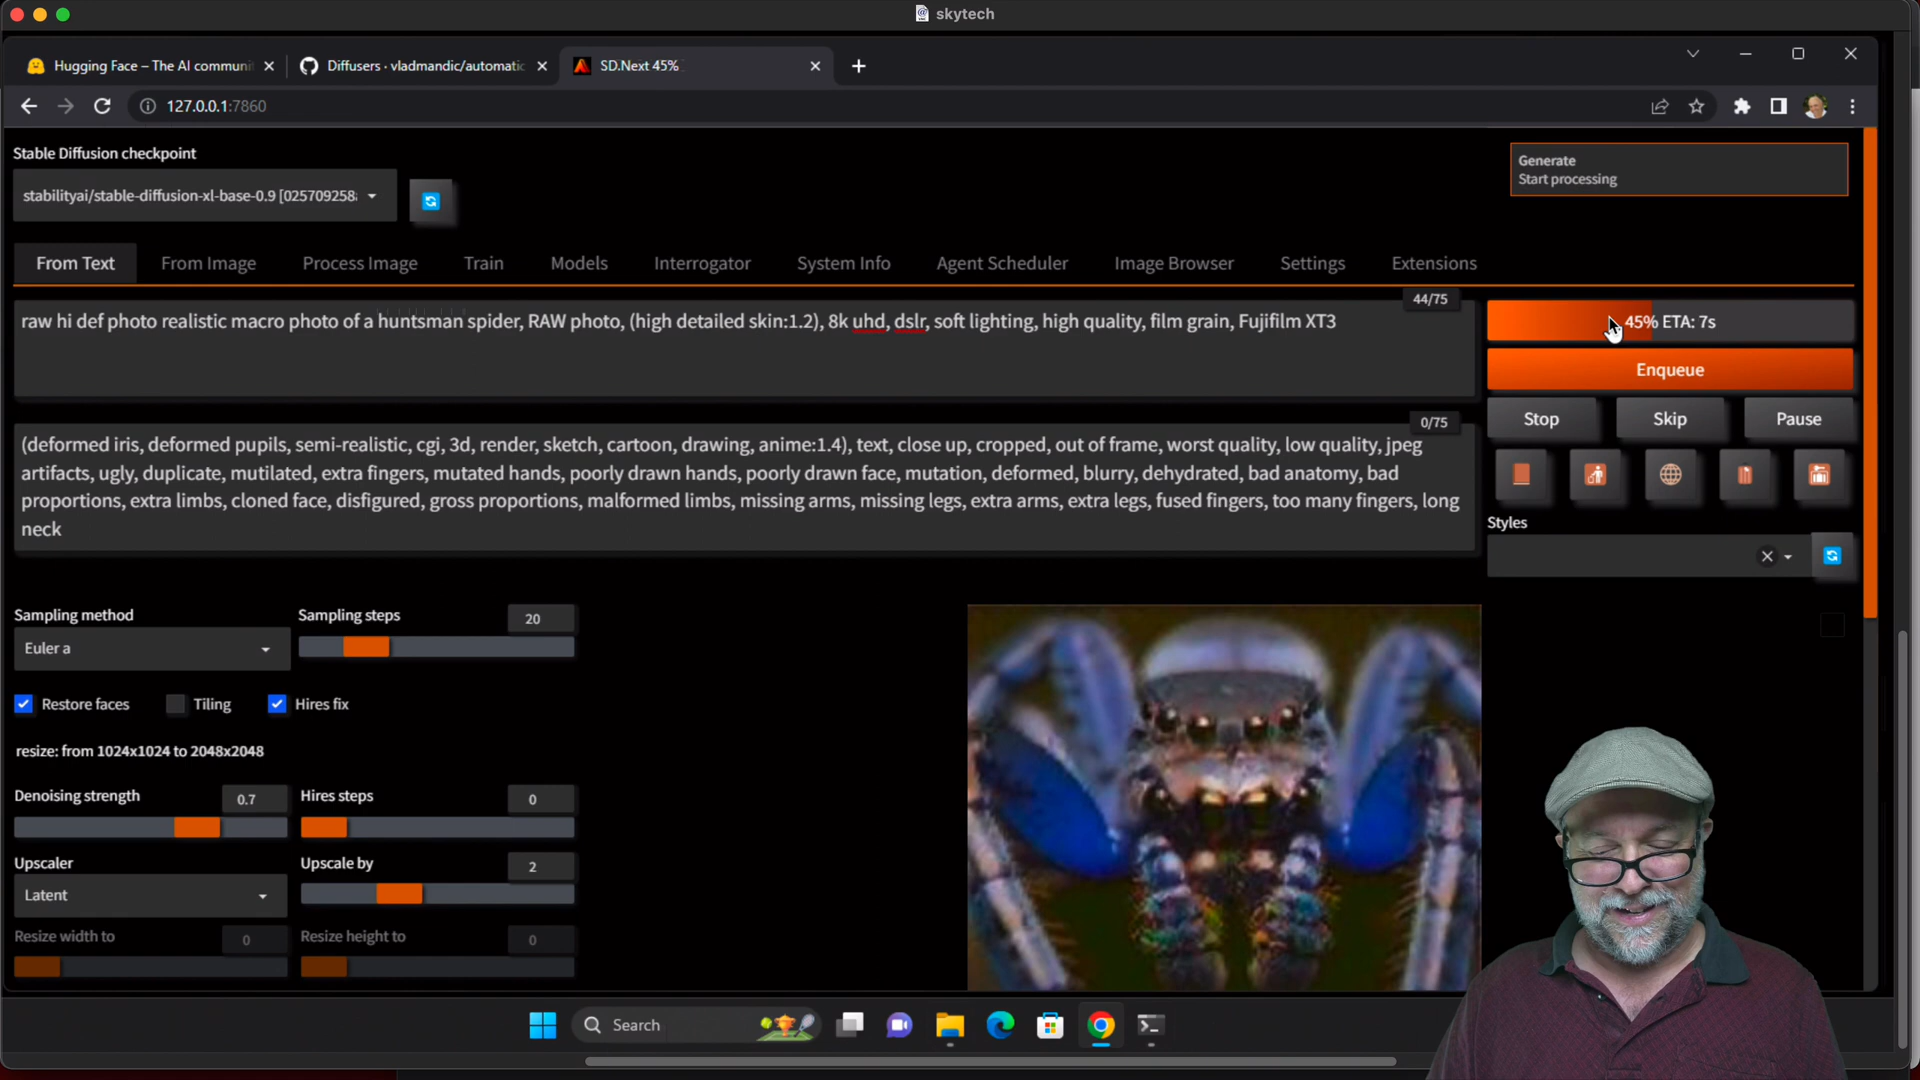 skytech
Hugging Face – The AI communi
Diffusers · vladmandic/automatic
SD.Next 45%
127.0.0.1:7860
Stable Diffusion checkpoint
stabilityai/stable-diffusion-xl-base-0.9 [025709258
Generate
Start processing
From Text
From Image
Process Image
Train
Models
Interrogator
System Info
Agent Scheduler
Image Browser
Settings
Extensions
44/75
raw hi def photo realistic macro photo of a huntsman spider, RAW photo, (high detailed skin:1.2), 8k uhd, dslr, soft lighting, high quality, film grain, Fujifilm XT3
45% ETA: 7s
Enqueue
0/75
Stop
Skip
Pause
(deformed iris, deformed pupils, semi-realistic, cgi, 3d, render, sketch, cartoon, drawing, anime:1.4), text, close up, cropped, out of frame, worst quality, low quality, jpeg
artifacts, ugly, duplicate, mutilated, extra fingers, mutated hands, poorly drawn hands, poorly drawn face, mutation, deformed, blurry, dehydrated, bad anatomy, bad
proportions, extra limbs, cloned face, disfigured, gross proportions, malformed limbs, missing arms, missing legs, extra arms, extra legs, fused fingers, too many fingers, long
neck
Styles
Sampling method
Sampling steps
20
Euler a
Restore faces
Tiling
Hires fix
resize: from 1024x1024 to 2048x2048
Denoising strength
0.7
Hires steps
0
Upscaler
Upscale by
2
Latent
Resize width to
0
Resize height to
0
Search